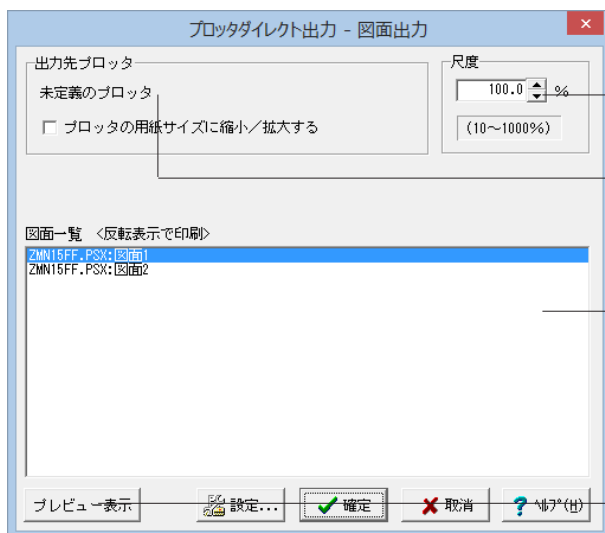 プロッタダイレクト出力 - 図面出力
出力先プロッタ
未定義のプロッタ
プロッタの用紙サイズに縮小／拡大する
尺度
100.0 %
(10～1000%)
図面一覧 <反転表示で印刷>
ZMN15FF.PSX:図面1
ZMN15FF.PSX:図面2
プレビュー表示
設定...
確定
取消
ﾍﾙﾌﾟ(H)